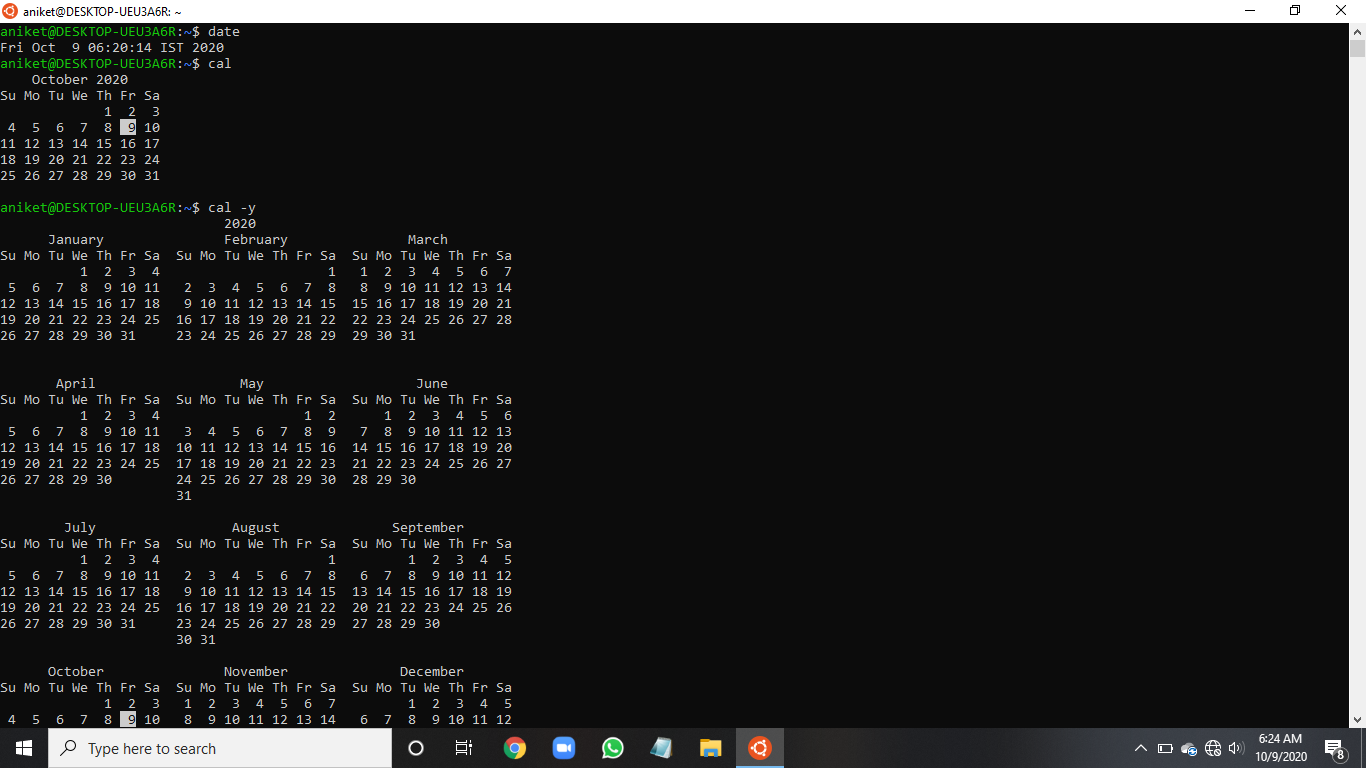 aniket@DESKTOP-UEU3A6R: ~
aniket@DESKTOP-UEU3A6R:~$ date
Fri Oct  9 06:20:14 IST 2020
aniket@DESKTOP-UEU3A6R:~$ cal
    October 2020
Su Mo Tu We Th Fr Sa
             1  2  3
 4  5  6  7  8  9 10
11 12 13 14 15 16 17
18 19 20 21 22 23 24
25 26 27 28 29 30 31
aniket@DESKTOP-UEU3A6R:~$ cal -y
                            2020
      January               February               March
Su Mo Tu We Th Fr Sa  Su Mo Tu We Th Fr Sa  Su Mo Tu We Th Fr Sa
          1  2  3  4                     1   1  2  3  4  5  6  7
 5  6  7  8  9 10 11   2  3  4  5  6  7  8   8  9 10 11 12 13 14
12 13 14 15 16 17 18   9 10 11 12 13 14 15  15 16 17 18 19 20 21
19 20 21 22 23 24 25  16 17 18 19 20 21 22  22 23 24 25 26 27 28
26 27 28 29 30 31     23 24 25 26 27 28 29  29 30 31
       April                  May                   June
Su Mo Tu We Th Fr Sa  Su Mo Tu We Th Fr Sa  Su Mo Tu We Th Fr Sa
          1  2  3  4                  1  2      1  2  3  4  5  6
 5  6  7  8  9 10 11   3  4  5  6  7  8  9   7  8  9 10 11 12 13
12 13 14 15 16 17 18  10 11 12 13 14 15 16  14 15 16 17 18 19 20
19 20 21 22 23 24 25  17 18 19 20 21 22 23  21 22 23 24 25 26 27
26 27 28 29 30        24 25 26 27 28 29 30  28 29 30
                      31
        July                 August              September
Su Mo Tu We Th Fr Sa  Su Mo Tu We Th Fr Sa  Su Mo Tu We Th Fr Sa
          1  2  3  4                     1         1  2  3  4  5
 5  6  7  8  9 10 11   2  3  4  5  6  7  8   6  7  8  9 10 11 12
12 13 14 15 16 17 18   9 10 11 12 13 14 15  13 14 15 16 17 18 19
19 20 21 22 23 24 25  16 17 18 19 20 21 22  20 21 22 23 24 25 26
26 27 28 29 30 31     23 24 25 26 27 28 29  27 28 29 30
                      30 31
      October               November              December
Su Mo Tu We Th Fr Sa  Su Mo Tu We Th Fr Sa  Su Mo Tu We Th Fr Sa
             1  2  3   1  2  3  4  5  6  7         1  2  3  4  5
 4  5  6  7  8  9 10   8  9 10 11 12 13 14   6  7  8  9 10 11 12
Type here to search
6:24 AM
10/9/2020
8